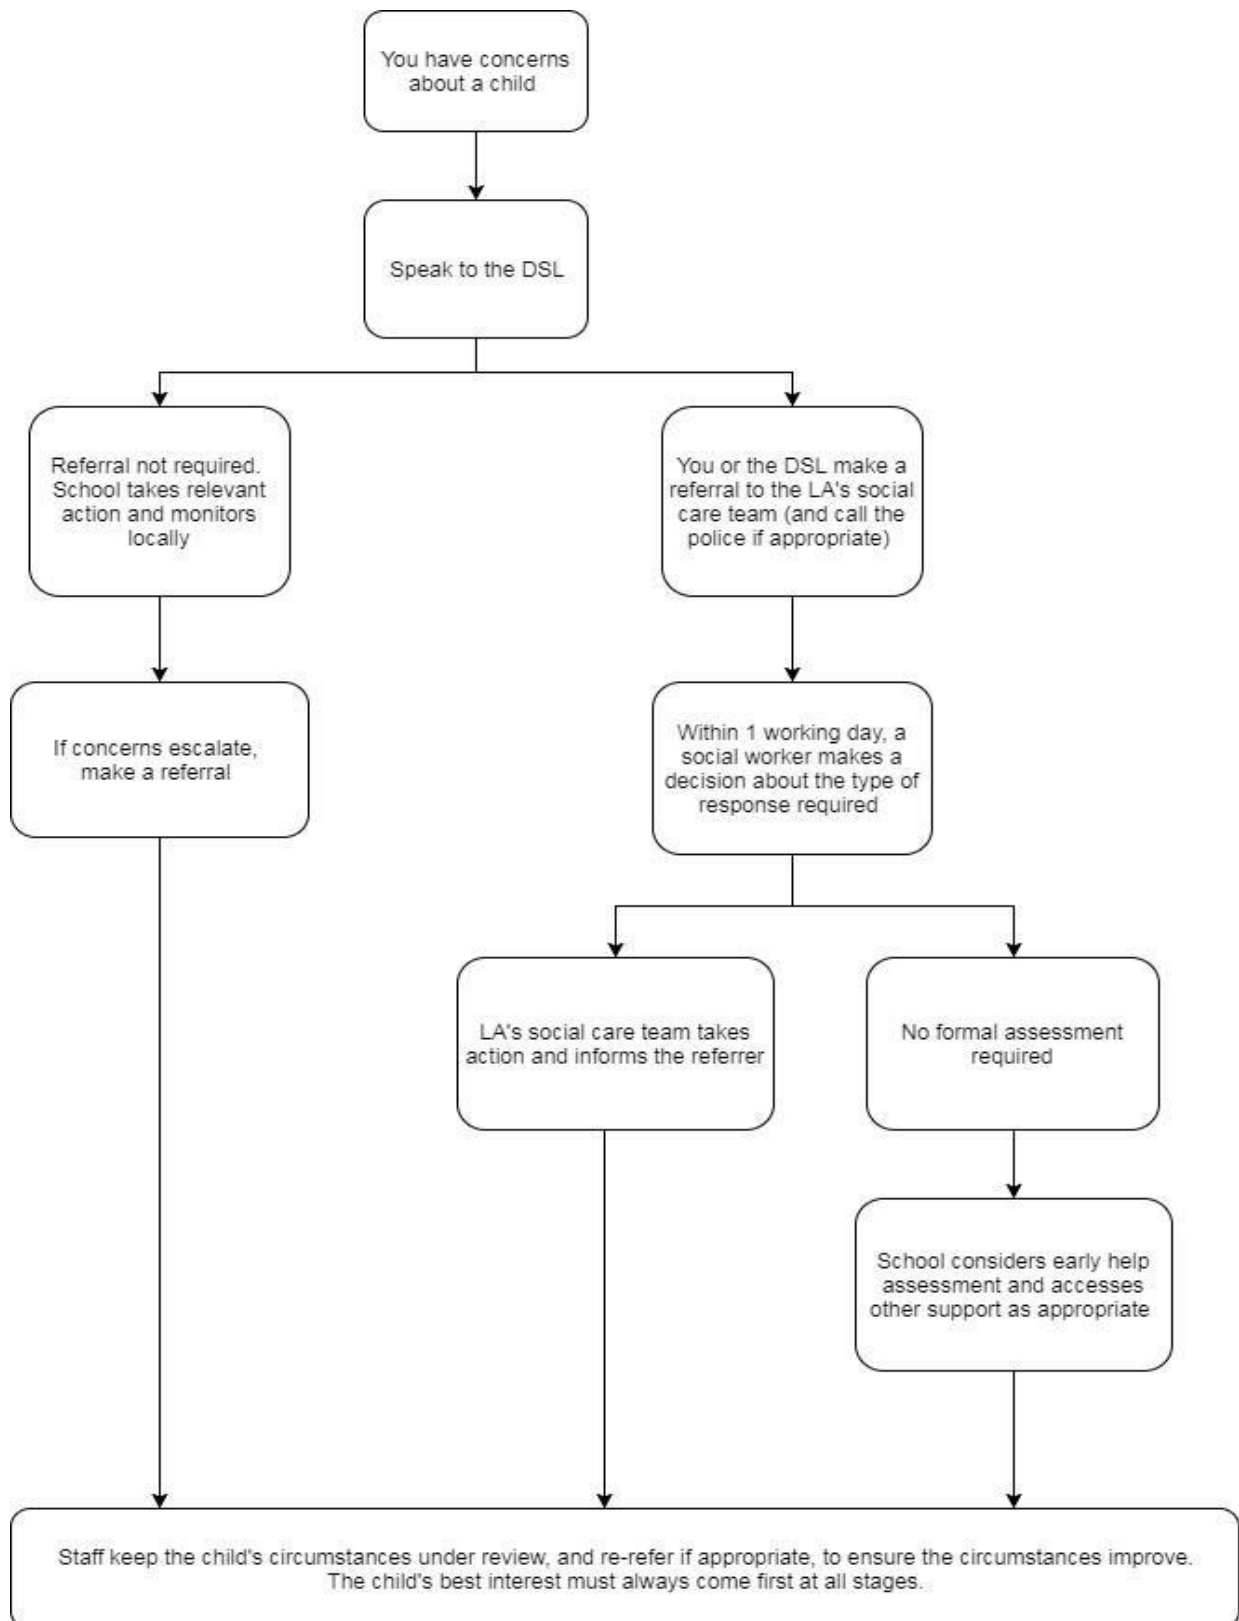 You have concerns
about a child
Speak to the DSL
Referral not required.
School takes relevant
action and monitors
locally
You or the DSL make a
referral to the LA's social
care team (and call the
police if appropriate)
If concerns escalate,
make a referral
Within 1 working day, a
social worker makes a
decision about the type of
response required
LA's social care team takes
action and informs the referrer
No formal assessment
required
School considers early help
assessment and accesses
other support as appropriate
Staff keep the child's circumstances under review, and re-refer if appropriate, to ensure the circumstances improve.
The child's best interest must always come first at all stages.